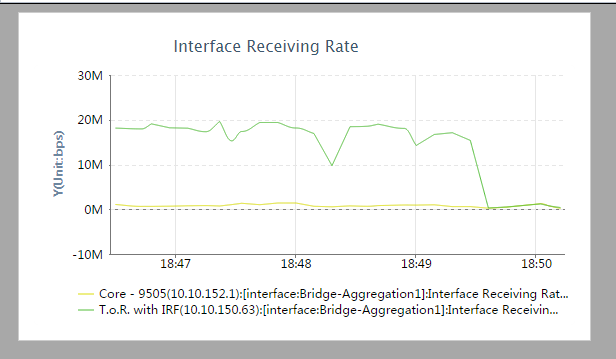 Interface Receiving Rate
Y(Unit:bps)
30M
20M
10M
0M
-10M
18:47 18:48 18:49 18:50
Core - 9505(10.10.152.1):[interface:Bridge-Aggregation1]:Interface Receiving Rat...
T.o.R. with IRF(10.10.150.63):[interface:Bridge-Aggregation1]:Interface Receivin...